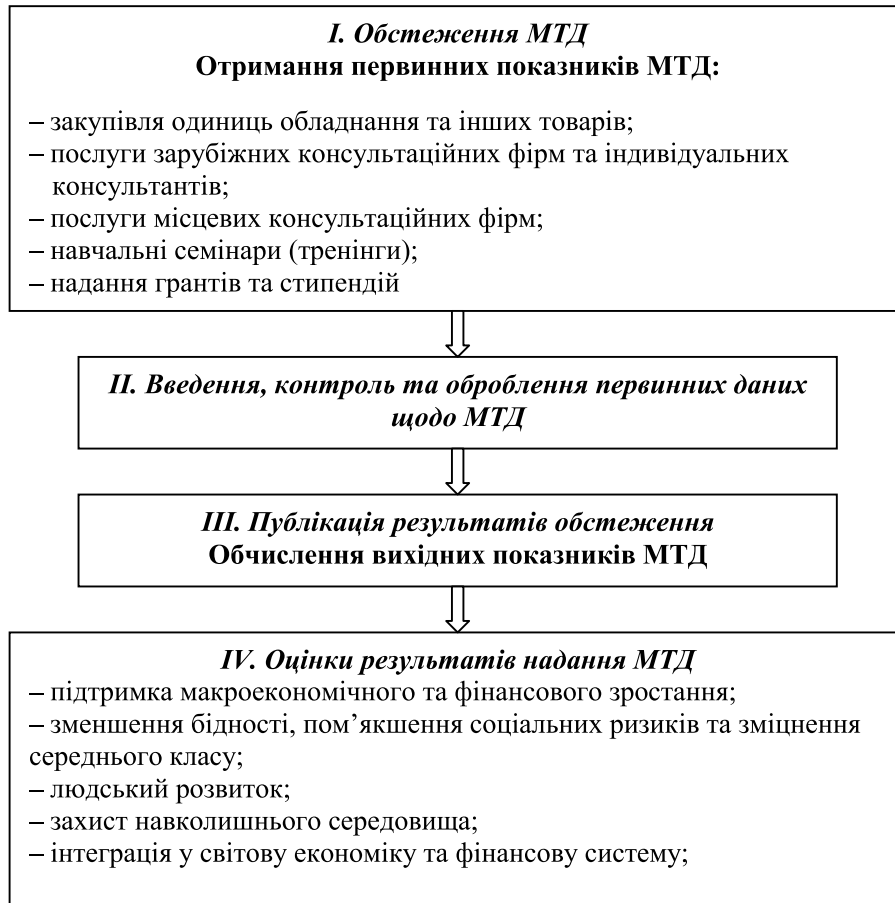 І. Обстеження МТД
Отримання первинних показників МТД:
– закупівля одиниць обладнання та інших товарів;
– послуги зарубіжних консультаційних фірм та індивідуальних
консультантів;
– послуги місцевих консультаційних фірм;
– навчальні семінари (тренінги);
– надання грантів та стипендій
ІІ. Введення, контроль та оброблення первинних даних
щодо МТД
ІІІ. Публікація результатів обстеження
Обчислення вихідних показників МТД
IV. Оцінки результатів надання МТД
– підтримка макроекономічного та фінансового зростання;
– зменшення бідності, пом’якшення соціальних ризиків та зміцнення
середнього класу;
– людський розвиток;
– захист навколишнього середовища;
– інтеграція у світову економіку та фінансову систему;